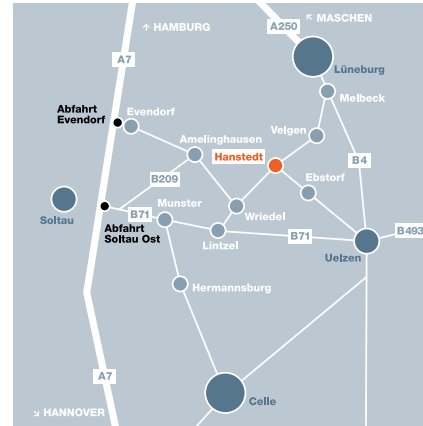 ↖ MASCHEN
A250
↗ HAMBURG
A7
Lüneburg
Abfahrt
Evendorf
Evendorf
Melbeck
Velgen
Amelinghausen
Hanstedt
B4
B209
Ebstorf
Soltau
Munster
B71
Wriedel
Abfahrt
Soltau Ost
Lintzel
B71
B493
Uelzen
Hermannsburg
A7
Celle
↘ HANNOVER